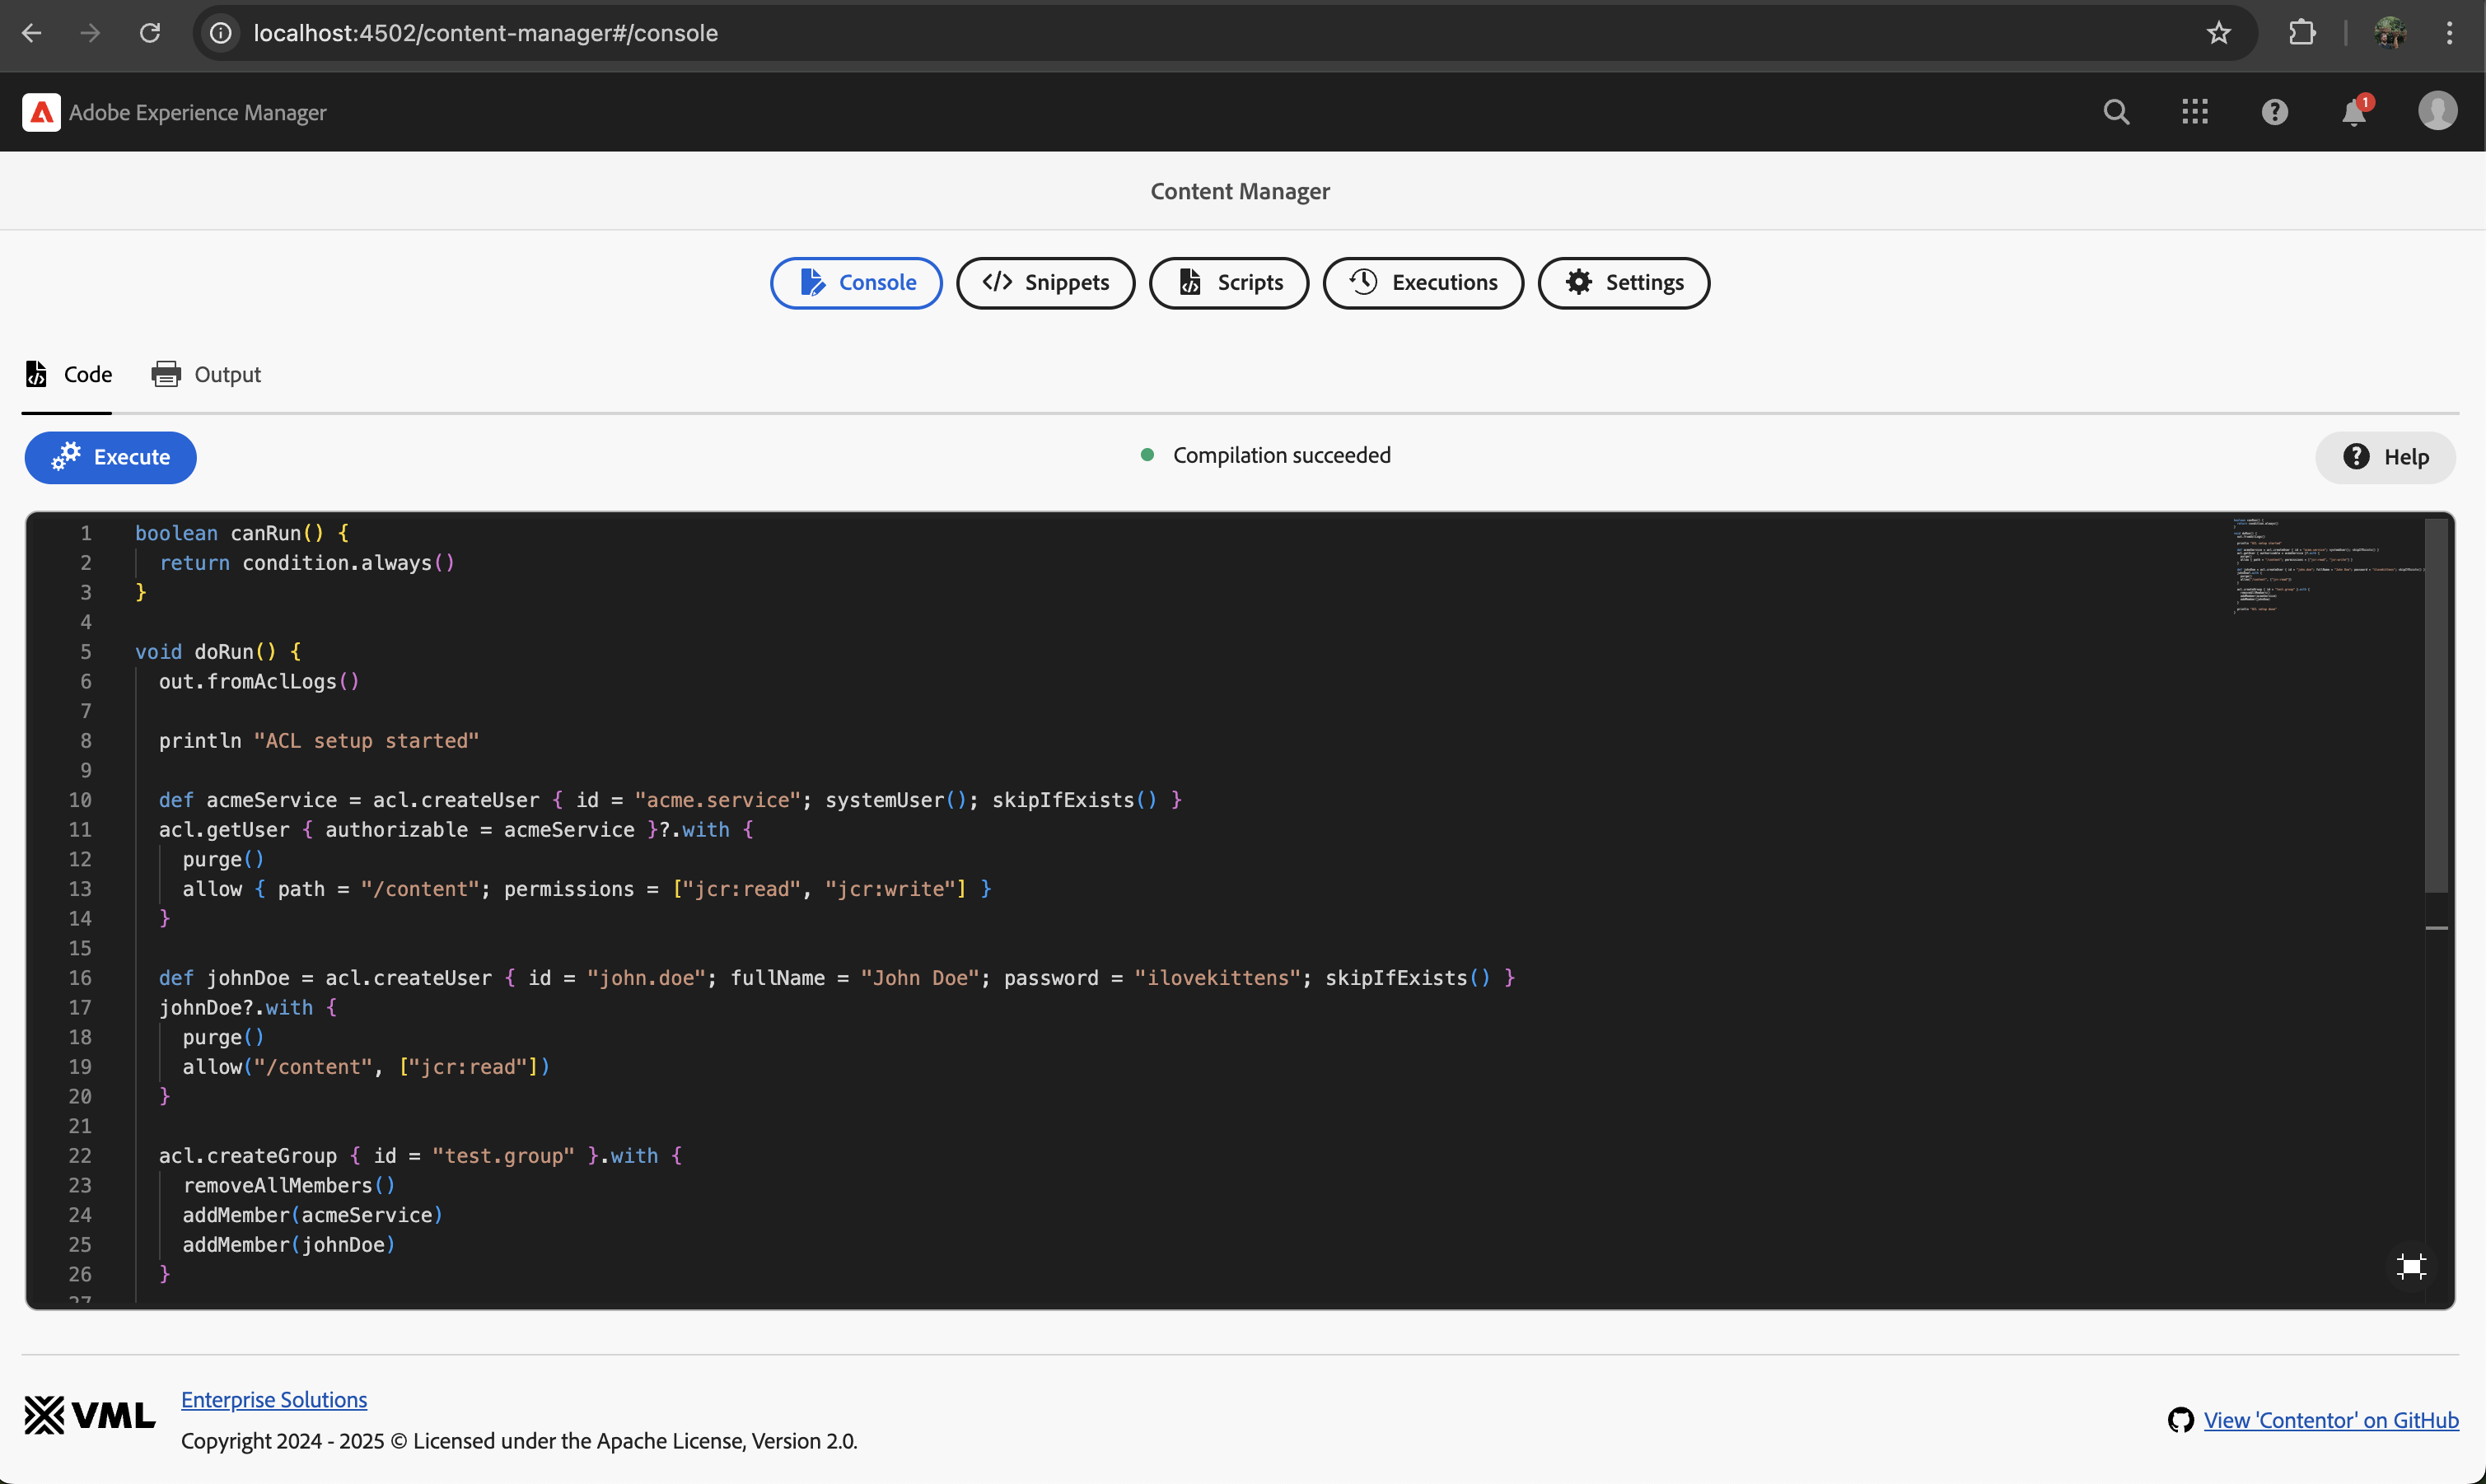 localhost:4502/content-manager#/console
Adobe Experience Manager
1
Content Manager
Console
Snippets
Scripts
Executions
Settings
Code
Output
Execute
Compilation succeeded
Help
1 boolean canRun() {
2   return condition.always()
3 }
4
5 void doRun() {
6   out.fromAclLogs()
7
8   println "ACL setup started"
9
10   def acmeService = acl.createUser { id = "acme.service"; systemUser(); skipIfExists() }
11   acl.getUser { authorizable = acmeService }?.with {
12     purge()
13     allow { path = "/content"; permissions = ["jcr:read", "jcr:write"] }
14   }
15
16   def johnDoe = acl.createUser { id = "john.doe"; fullName = "John Doe"; password = "ilovekittens"; skipIfExists() }
17   johnDoe?.with {
18     purge()
19     allow("/content", ["jcr:read"])
20   }
21
22   acl.createGroup { id = "test.group" }.with {
23     removeAllMembers()
24     addMember(acmeService)
25     addMember(johnDoe)
26   }
27
VML
Enterprise Solutions
Copyright 2024 - 2025 © Licensed under the Apache License, Version 2.0.
View 'Contentor' on GitHub